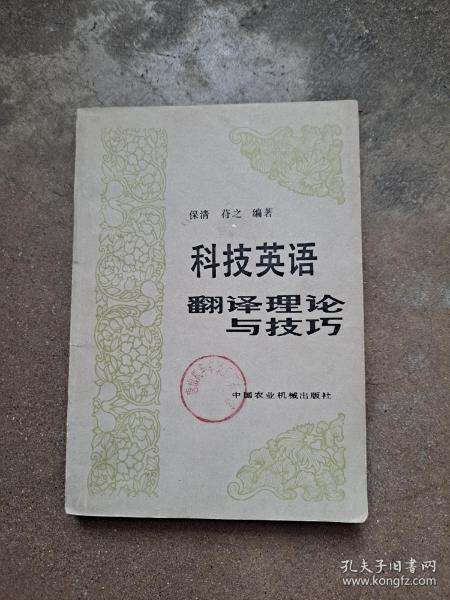 保清 苻之 编著
科技英语
翻译理论
与技巧
中国农业机械出版社
孔夫子旧书网
www.kongfz.com